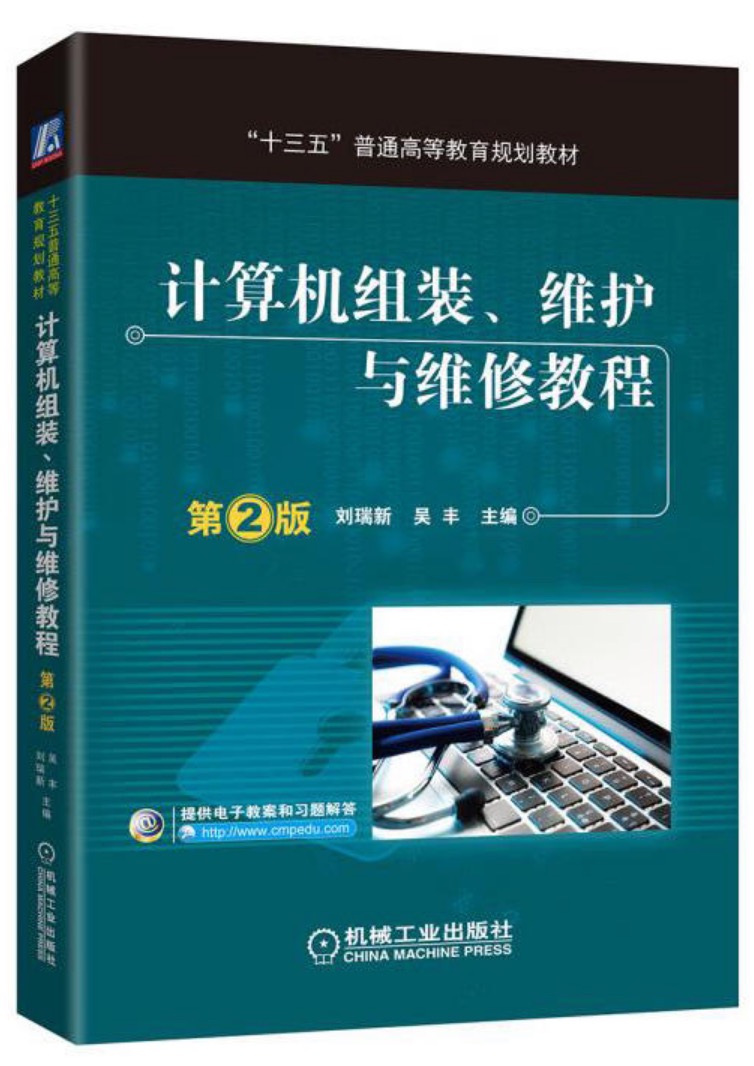 “十三五”普通高等教育规划教材
计算机组装、维护
与维修教程
第2版 刘瑞新 吴 丰 主编
提供电子教案和习题解答
http://www.cmpedu.com
机械工业出版社
CHINA MACHINE PRESS
十三五普通高等
教育规划教材
计算机组装、维护与维修教程
第2版
吴 丰
刘瑞新
主编
机械工业出版社
CHINA MACHINE PRESS